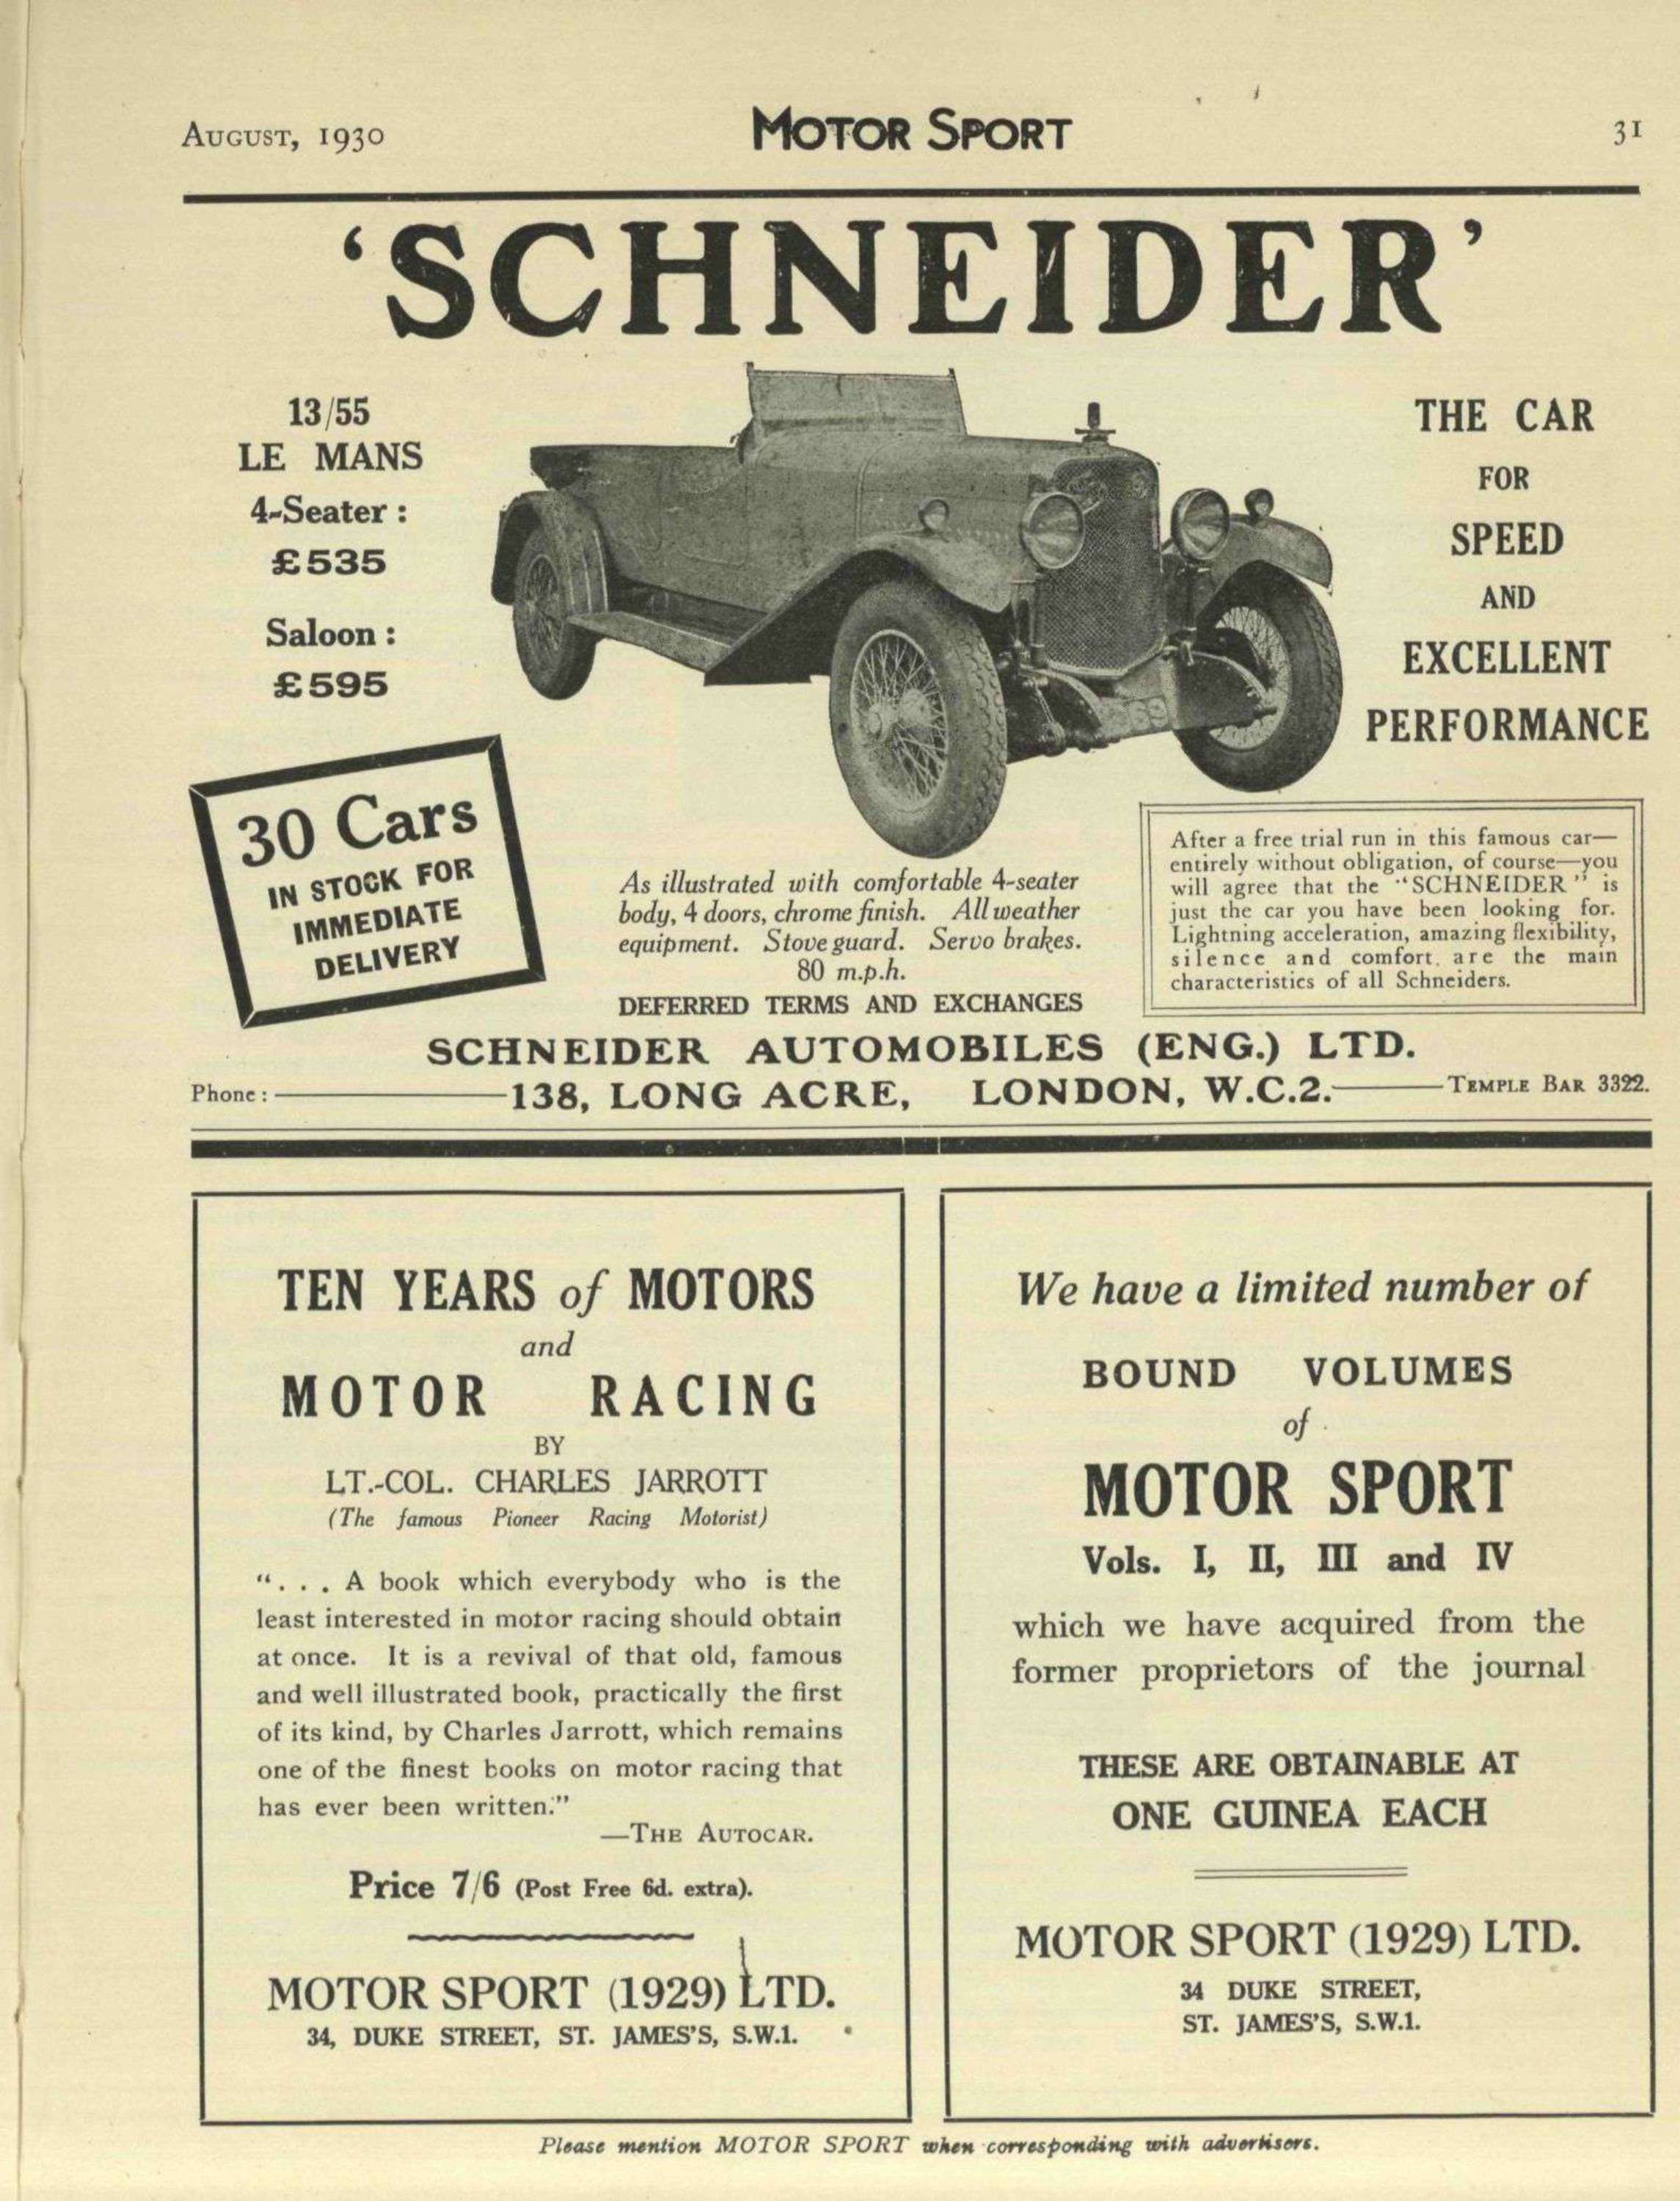 AUGUST, 1930
MOTOR SPORT
31
'SCHNEIDER'
13/55
LE MANS
4-Seater :
£535
Saloon :
£595
THE CAR
FOR
SPEED
AND
EXCELLENT
PERFORMANCE
30 Cars
IN STOCK FOR
IMMEDIATE
DELIVERY
As illustrated with comfortable 4-seater
body, 4 doors, chrome finish. All weather
equipment. Stove guard. Servo brakes.
80 m.p.h.
DEFERRED TERMS AND EXCHANGES
After a free trial run in this famous car—
entirely without obligation, of course—you
will agree that the "SCHNEIDER" is
just the car you have been looking for.
Lightning acceleration, amazing flexibility,
silence and comfort, are the main
characteristics of all Schneiders.
SCHNEIDER AUTOMOBILES (ENG.) LTD.
Phone : 138, LONG ACRE, LONDON, W.C.2. TEMPLE BAR 3322.
TEN YEARS of MOTORS
and
MOTOR RACING
BY
LT.-COL. CHARLES JARROTT
(The famous Pioneer Racing Motorist)
". . . A book which everybody who is the
least interested in motor racing should obtain
at once. It is a revival of that old, famous
and well illustrated book, practically the first
of its kind, by Charles Jarrott, which remains
one of the finest books on motor racing that
has ever been written."
—THE AUTOCAR.
Price 7/6 (Post Free 6d. extra).
MOTOR SPORT (1929) LTD.
34, DUKE STREET, ST. JAMES'S, S.W.1.
We have a limited number of
BOUND VOLUMES
of
MOTOR SPORT
Vols. I, II, III and IV
which we have acquired from the
former proprietors of the journal
THESE ARE OBTAINABLE AT
ONE GUINEA EACH
MOTOR SPORT (1929) LTD.
34 DUKE STREET,
ST. JAMES'S, S.W.1.
Please mention MOTOR SPORT when corresponding with advertisers.